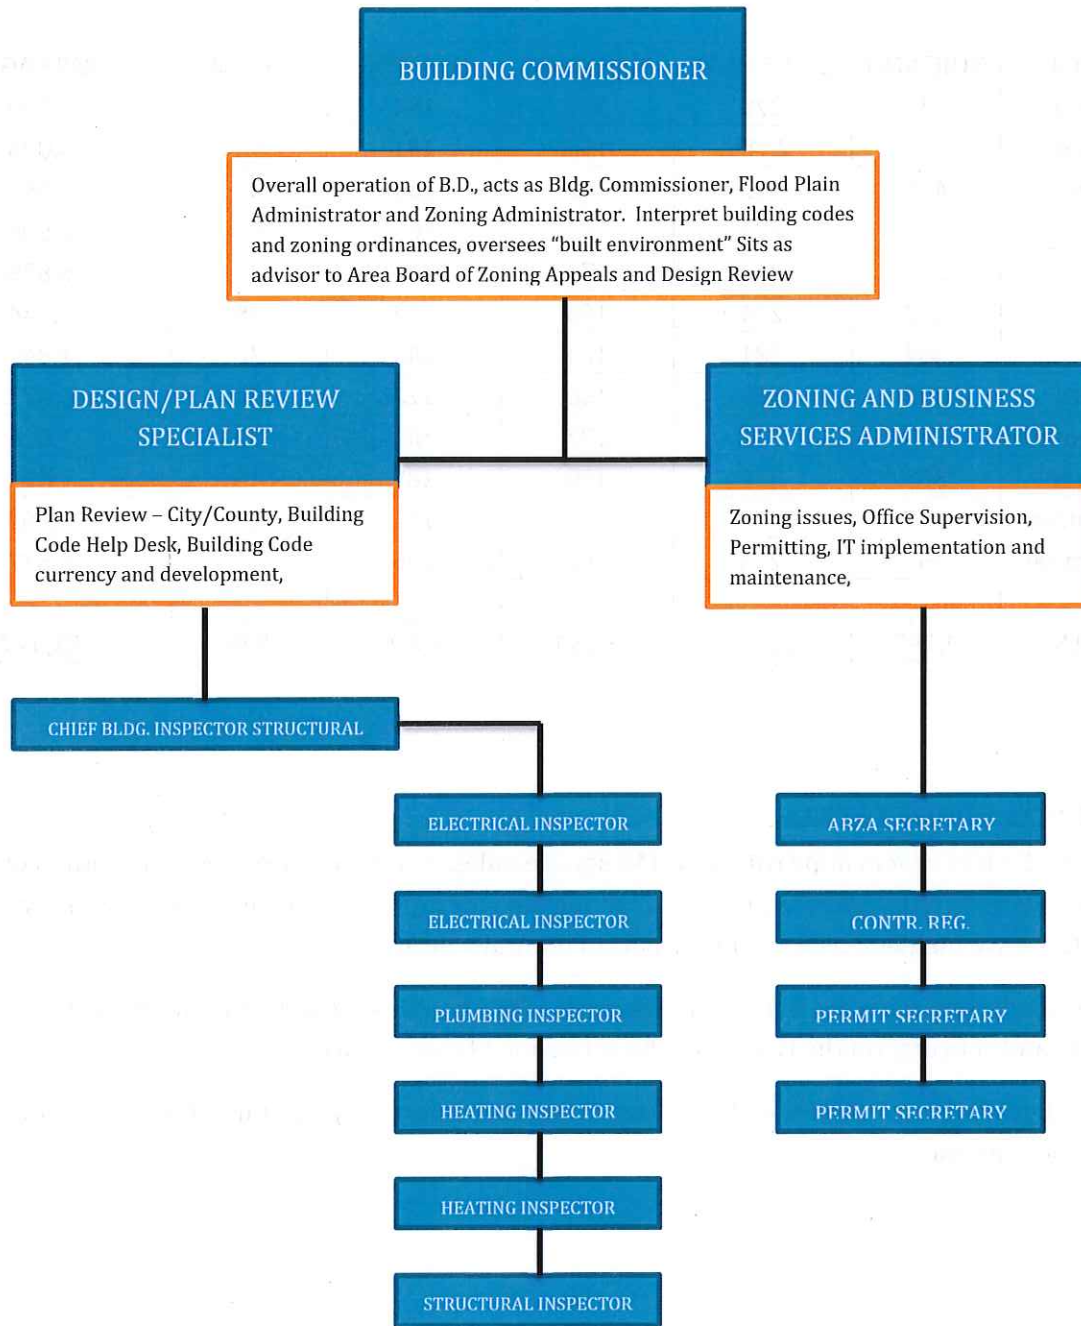 BUILDING COMMISSIONER
Overall operation of B.D., acts as Bldg. Commissioner, Flood Plain
Administrator and Zoning Administrator. Interpret building codes
and zoning ordinances, oversees “built environment” Sits as
advisor to Area Board of Zoning Appeals and Design Review
DESIGN/PLAN REVIEW
SPECIALIST
Plan Review – City/County, Building
Code Help Desk, Building Code
currency and development,
ZONING AND BUSINESS
SERVICES ADMINISTRATOR
Zoning issues, Office Supervision,
Permitting, IT implementation and
maintenance,
CHIEF BLDG. INSPECTOR STRUCTURAL
ELECTRICAL INSPECTOR
ELECTRICAL INSPECTOR
PLUMBING INSPECTOR
HEATING INSPECTOR
HEATING INSPECTOR
STRUCTURAL INSPECTOR
ABZA SECRETARY
CONTR. REG.
PERMIT SECRETARY
PERMIT SECRETARY